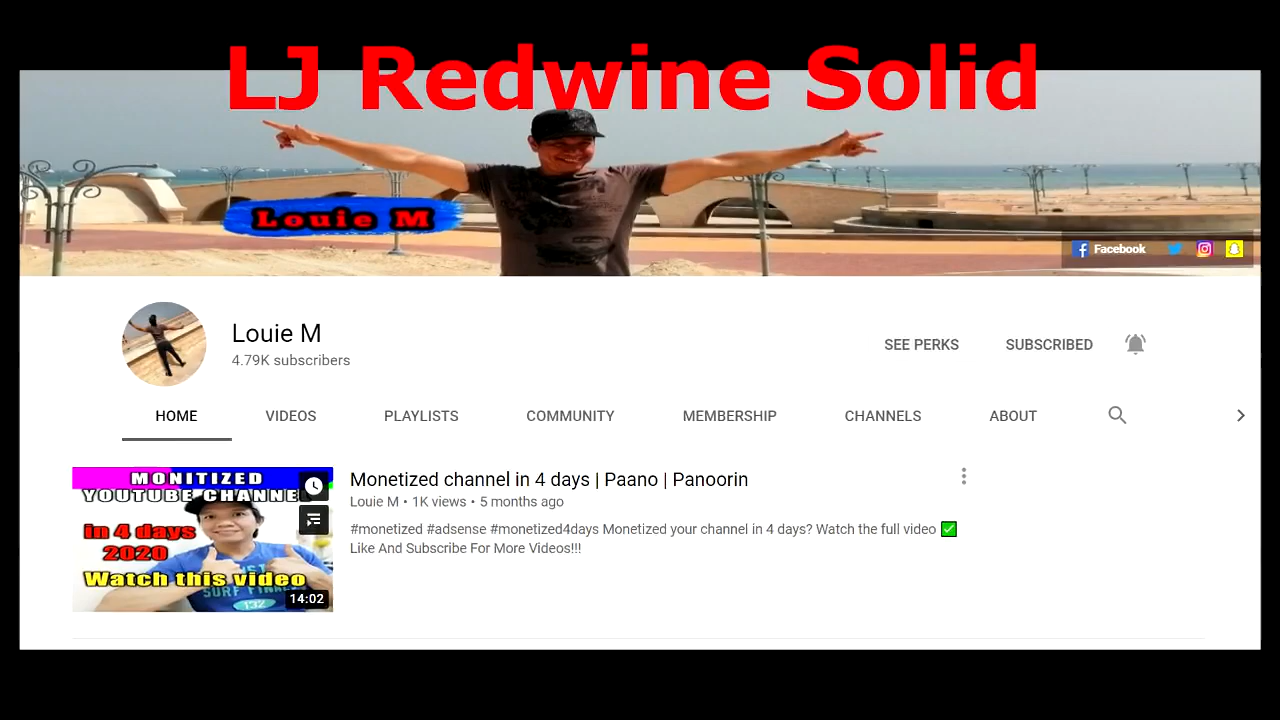 LJ Redwine Solid
Louie M
Facebook
Louie M
4.79K subscribers
SEE PERKS
SUBSCRIBED
HOME
VIDEOS
PLAYLISTS
COMMUNITY
MEMBERSHIP
CHANNELS
ABOUT
MONITIZED
YOUTUBE CHANNEL
in 4 days
2020
Watch this video
SURF
132
14:02
Monetized channel in 4 days | Paano | Panoorin
Louie M • 1K views • 5 months ago
#monetized #adsense #monetized4days Monetized your channel in 4 days? Watch the full video ✅
Like And Subscribe For More Videos!!!